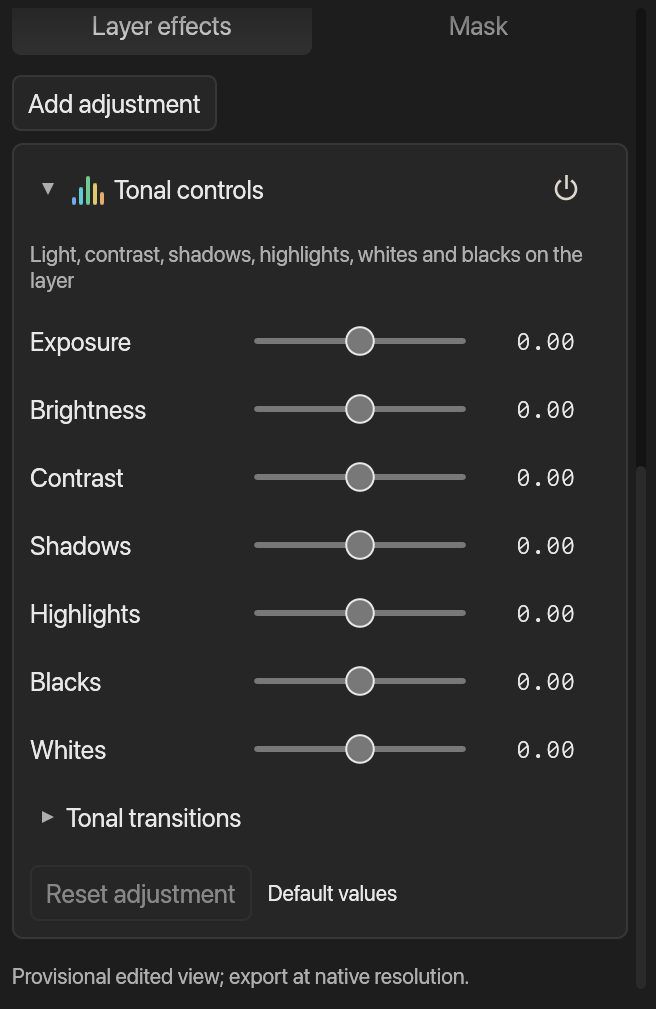 Layer effects
Mask
Add adjustment
Tonal controls
Light, contrast, shadows, highlights, whites and blacks on the
layer
Exposure 0.00
Brightness 0.00
Contrast 0.00
Shadows 0.00
Highlights 0.00
Blacks 0.00
Whites 0.00
Tonal transitions
Reset adjustment Default values
Provisional edited view; export at native resolution.